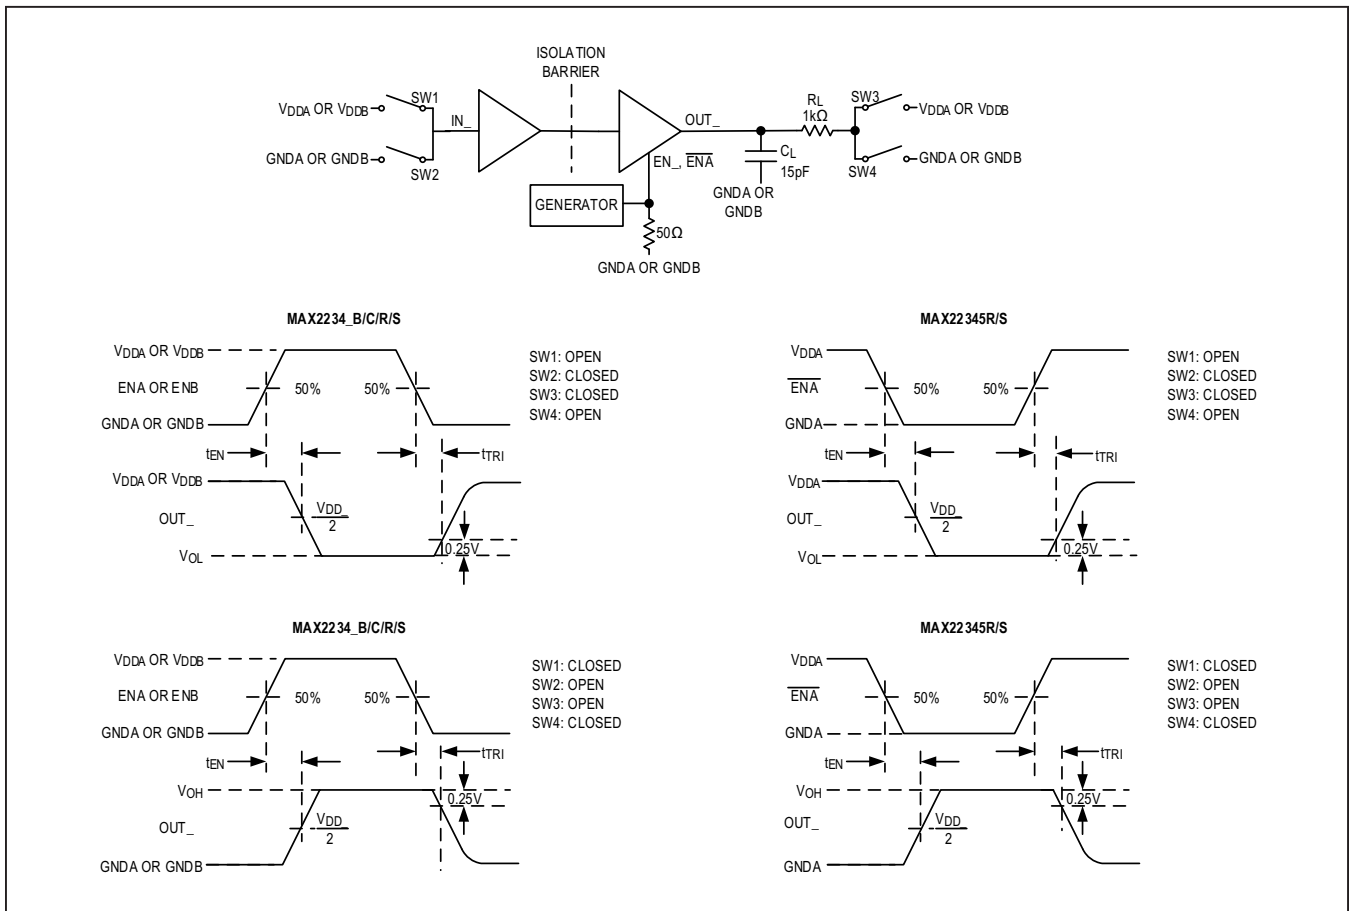 ISOLATION
BARRIER
VDDA OR VDDB
SW1
IN_
GNDA OR GNDB
SW2
OUT_
EN_, E̅N̅A̅
GENERATOR
50Ω
GNDA OR GNDB
CL
15pF
GNDA OR
GNDB
RL
1kΩ
SW3
VDDA OR VDDB
SW4
GNDA OR GNDB
MAX2234_B/C/R/S
VDDA OR VDDB
ENA OR ENB
50%
50%
GNDA OR GNDB
tEN
tTRI
VDDA OR VDDB
OUT_
VDD_
2
VOL
0.25V
SW1: OPEN
SW2: CLOSED
SW3: CLOSED
SW4: OPEN
MAX22345R/S
VDDA
E̅N̅A̅
50%
50%
GNDA
tEN
tTRI
VDDA
OUT_
VDD_
2
VOL
0.25V
SW1: OPEN
SW2: CLOSED
SW3: CLOSED
SW4: OPEN
MAX2234_B/C/R/S
VDDA OR VDDB
ENA OR ENB
50%
50%
GNDA OR GNDB
tEN
tTRI
VOH
0.25V
OUT_
VDD_
2
GNDA OR GNDB
SW1: CLOSED
SW2: OPEN
SW3: OPEN
SW4: CLOSED
MAX22345R/S
VDDA
E̅N̅A̅
50%
50%
GNDA
tEN
tTRI
VOH
0.25V
OUT_
VDD_
2
GNDA
SW1: CLOSED
SW2: OPEN
SW3: OPEN
SW4: CLOSED